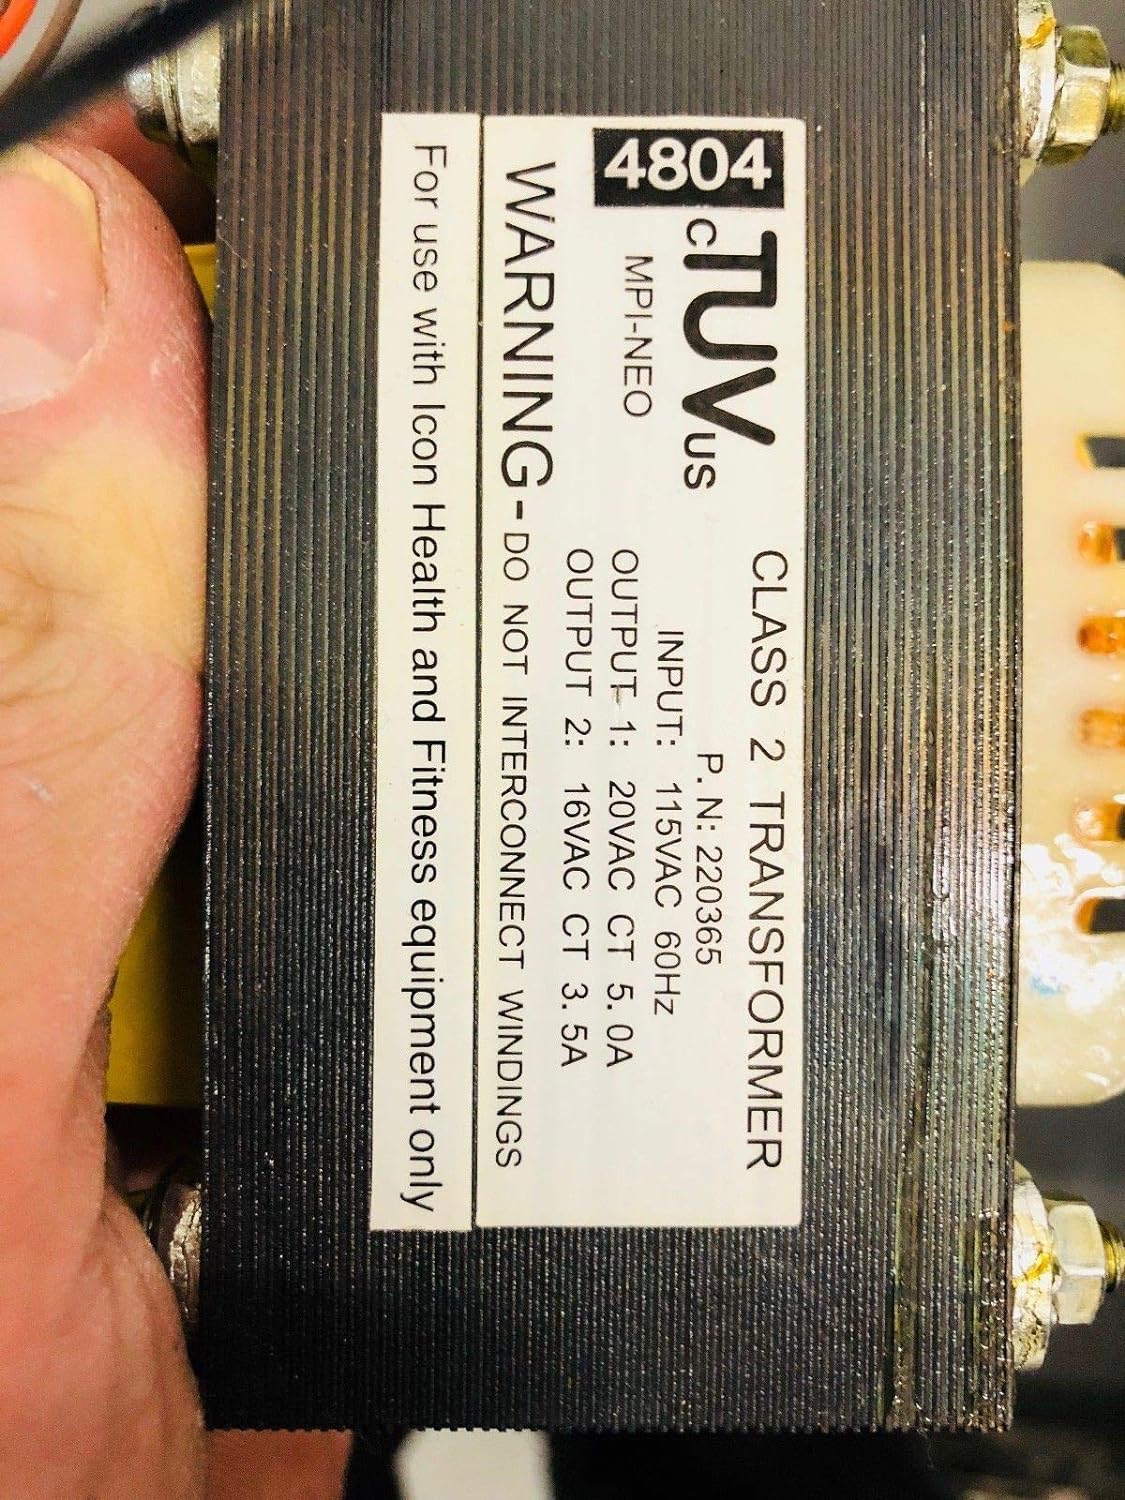 CLASS 2 TRANSFORMER
4804
cTUVus
MPI-NEO
P.N: 220365
INPUT: 115VAC 60Hz
OUTPUT 1: 20VAC CT 5.0A
OUTPUT 2: 16VAC CT 3.5A
WARNING-DO NOT INTERCONNECT WINDINGS
For use with Icon Health and Fitness equipment only